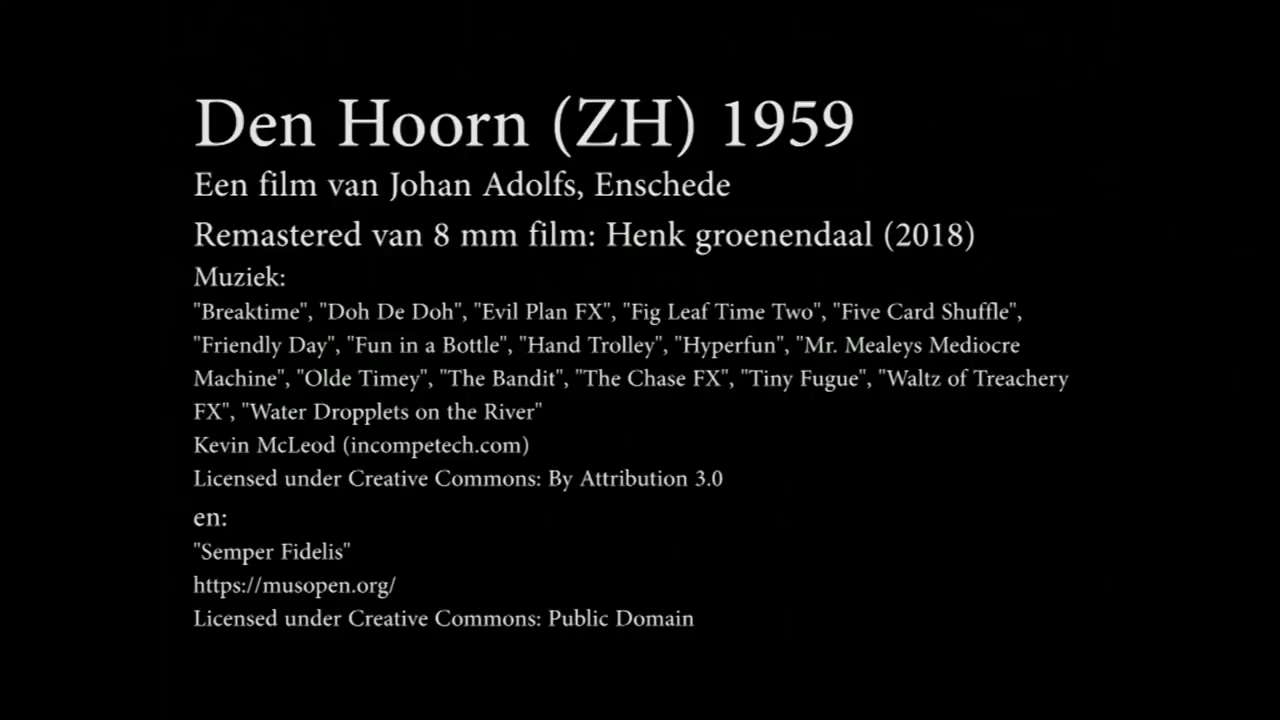 Den Hoorn (ZH) 1959
Een film van Johan Adolfs, Enschede
Remastered van 8 mm film: Henk groenendaal (2018)
Muziek:
"Breaktime", "Doh De Doh", "Evil Plan FX", "Fig Leaf Time Two", "Five Card Shuffle",
"Friendly Day", "Fun in a Bottle", "Hand Trolley", "Hyperfun", "Mr. Mealeys Mediocre
Machine", "Olde Timey", "The Bandit", "The Chase FX", "Tiny Fugue", "Waltz of Treachery
FX", "Water Dropplets on the River"
Kevin McLeod (incompetech.com)
Licensed under Creative Commons: By Attribution 3.0
en:
"Semper Fidelis"
https://musopen.org/
Licensed under Creative Commons: Public Domain